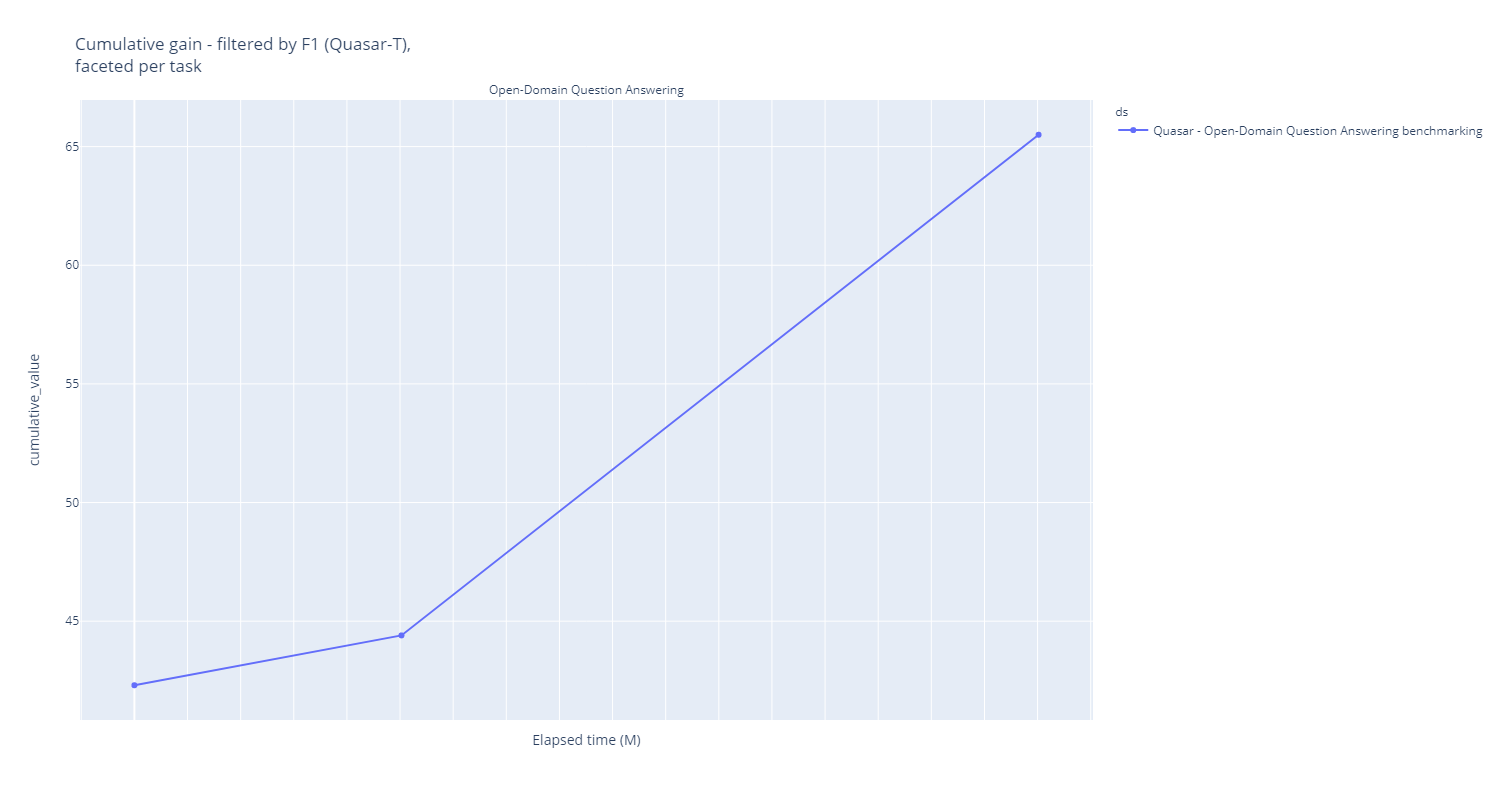 Cumulative gain - filtered by F1 (Quasar-T),
faceted per task
Open-Domain Question Answering
ds
Quasar - Open-Domain Question Answering benchmarking
65
60
55
50
45
cumulative_value
Elapsed time (M)